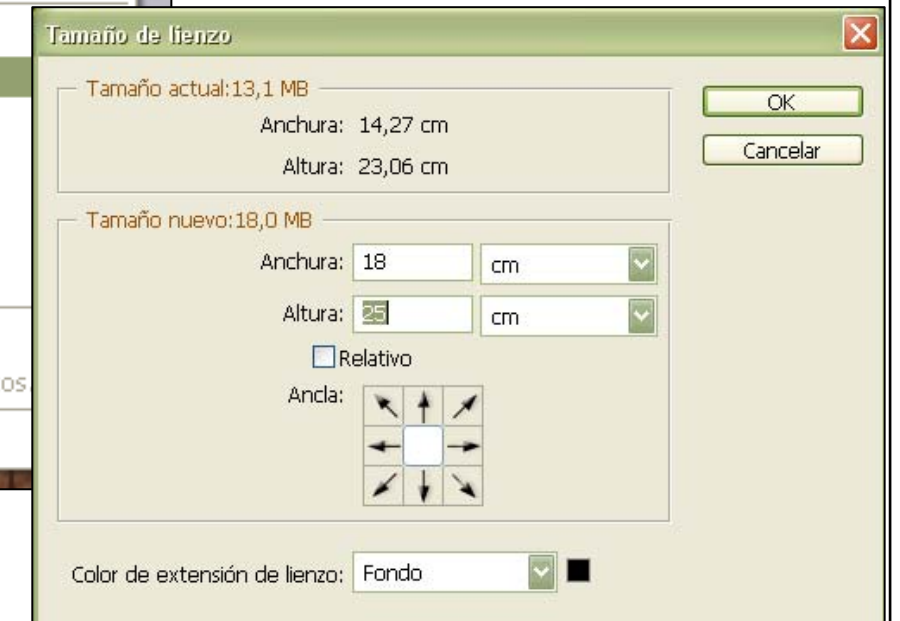 Tamaño de lienzo
Tamaño actual:13,1 MB
Anchura: 14,27 cm
Altura: 23,06 cm
OK
Cancelar
Tamaño nuevo:18,0 MB
Anchura: 18 cm
Altura: 25 cm
Relativo
os.
Ancla:
Color de extensión de lienzo: Fondo